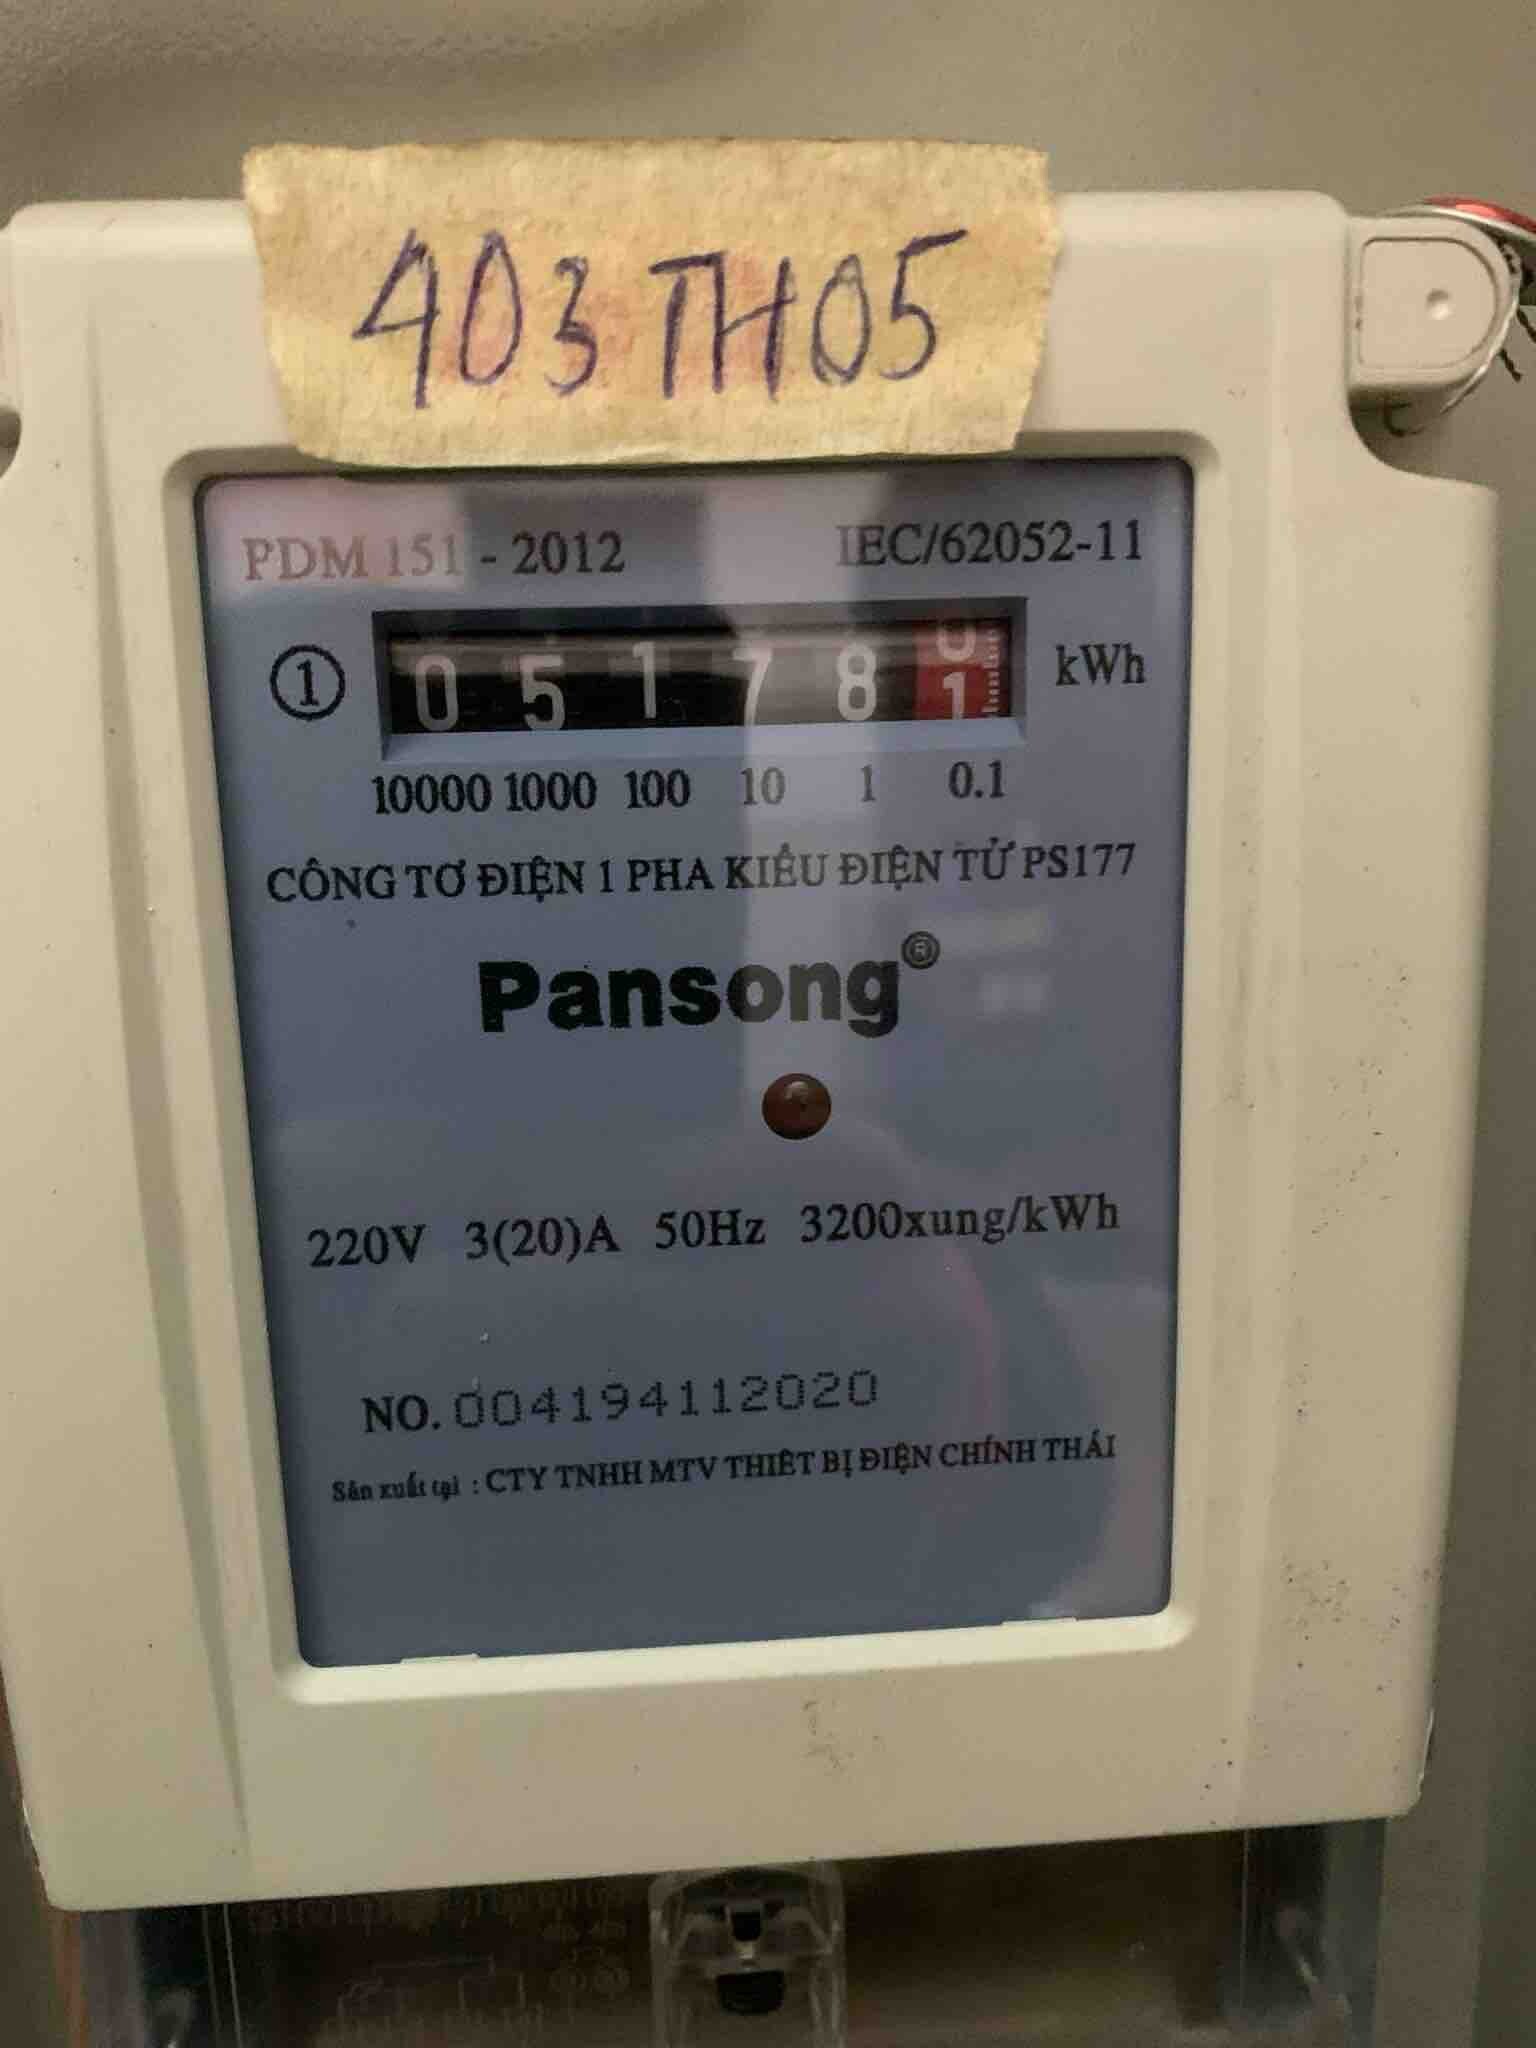 403 TH05
PDM 151 - 2012 IEC/62052-11
1 0 5 1 7 8 1 kWh
10000 1000 100 10 1 0.1
CÔNG TƠ ĐIỆN 1 PHA KIỂU ĐIỆN TỬ PS177
Pansong®
220V 3(20)A 50Hz 3200xung/kWh
NO. 004194112020
Sản xuất tại : CTY TNHH MTV THIẾT BỊ ĐIỆN CHÍNH THÁI